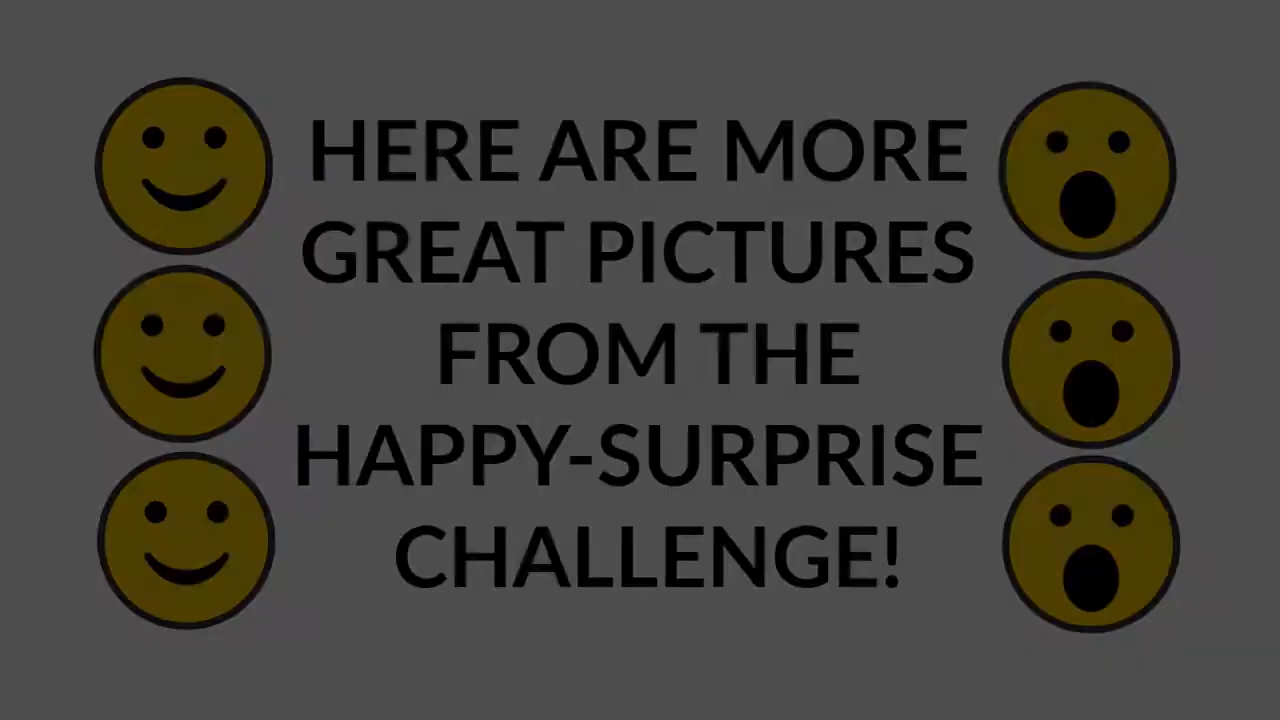 HERE ARE MORE
GREAT PICTURES
FROM THE
HAPPY-SURPRISE
CHALLENGE!